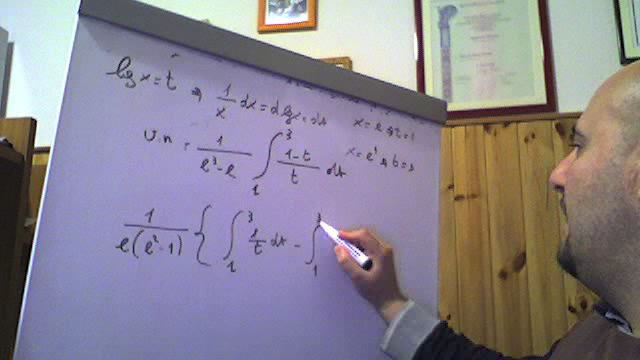 lg x = t ⇒ 1/x dx = d lg x = dt x = e ⇒ t = 1
x = e³ ⇒ t = 3
v.m = 1/(e³ - e) ∫₁³ (1-t)/t dt
1/(e(e²-1)) { ∫₁³ 1/t dt - ∫₁³